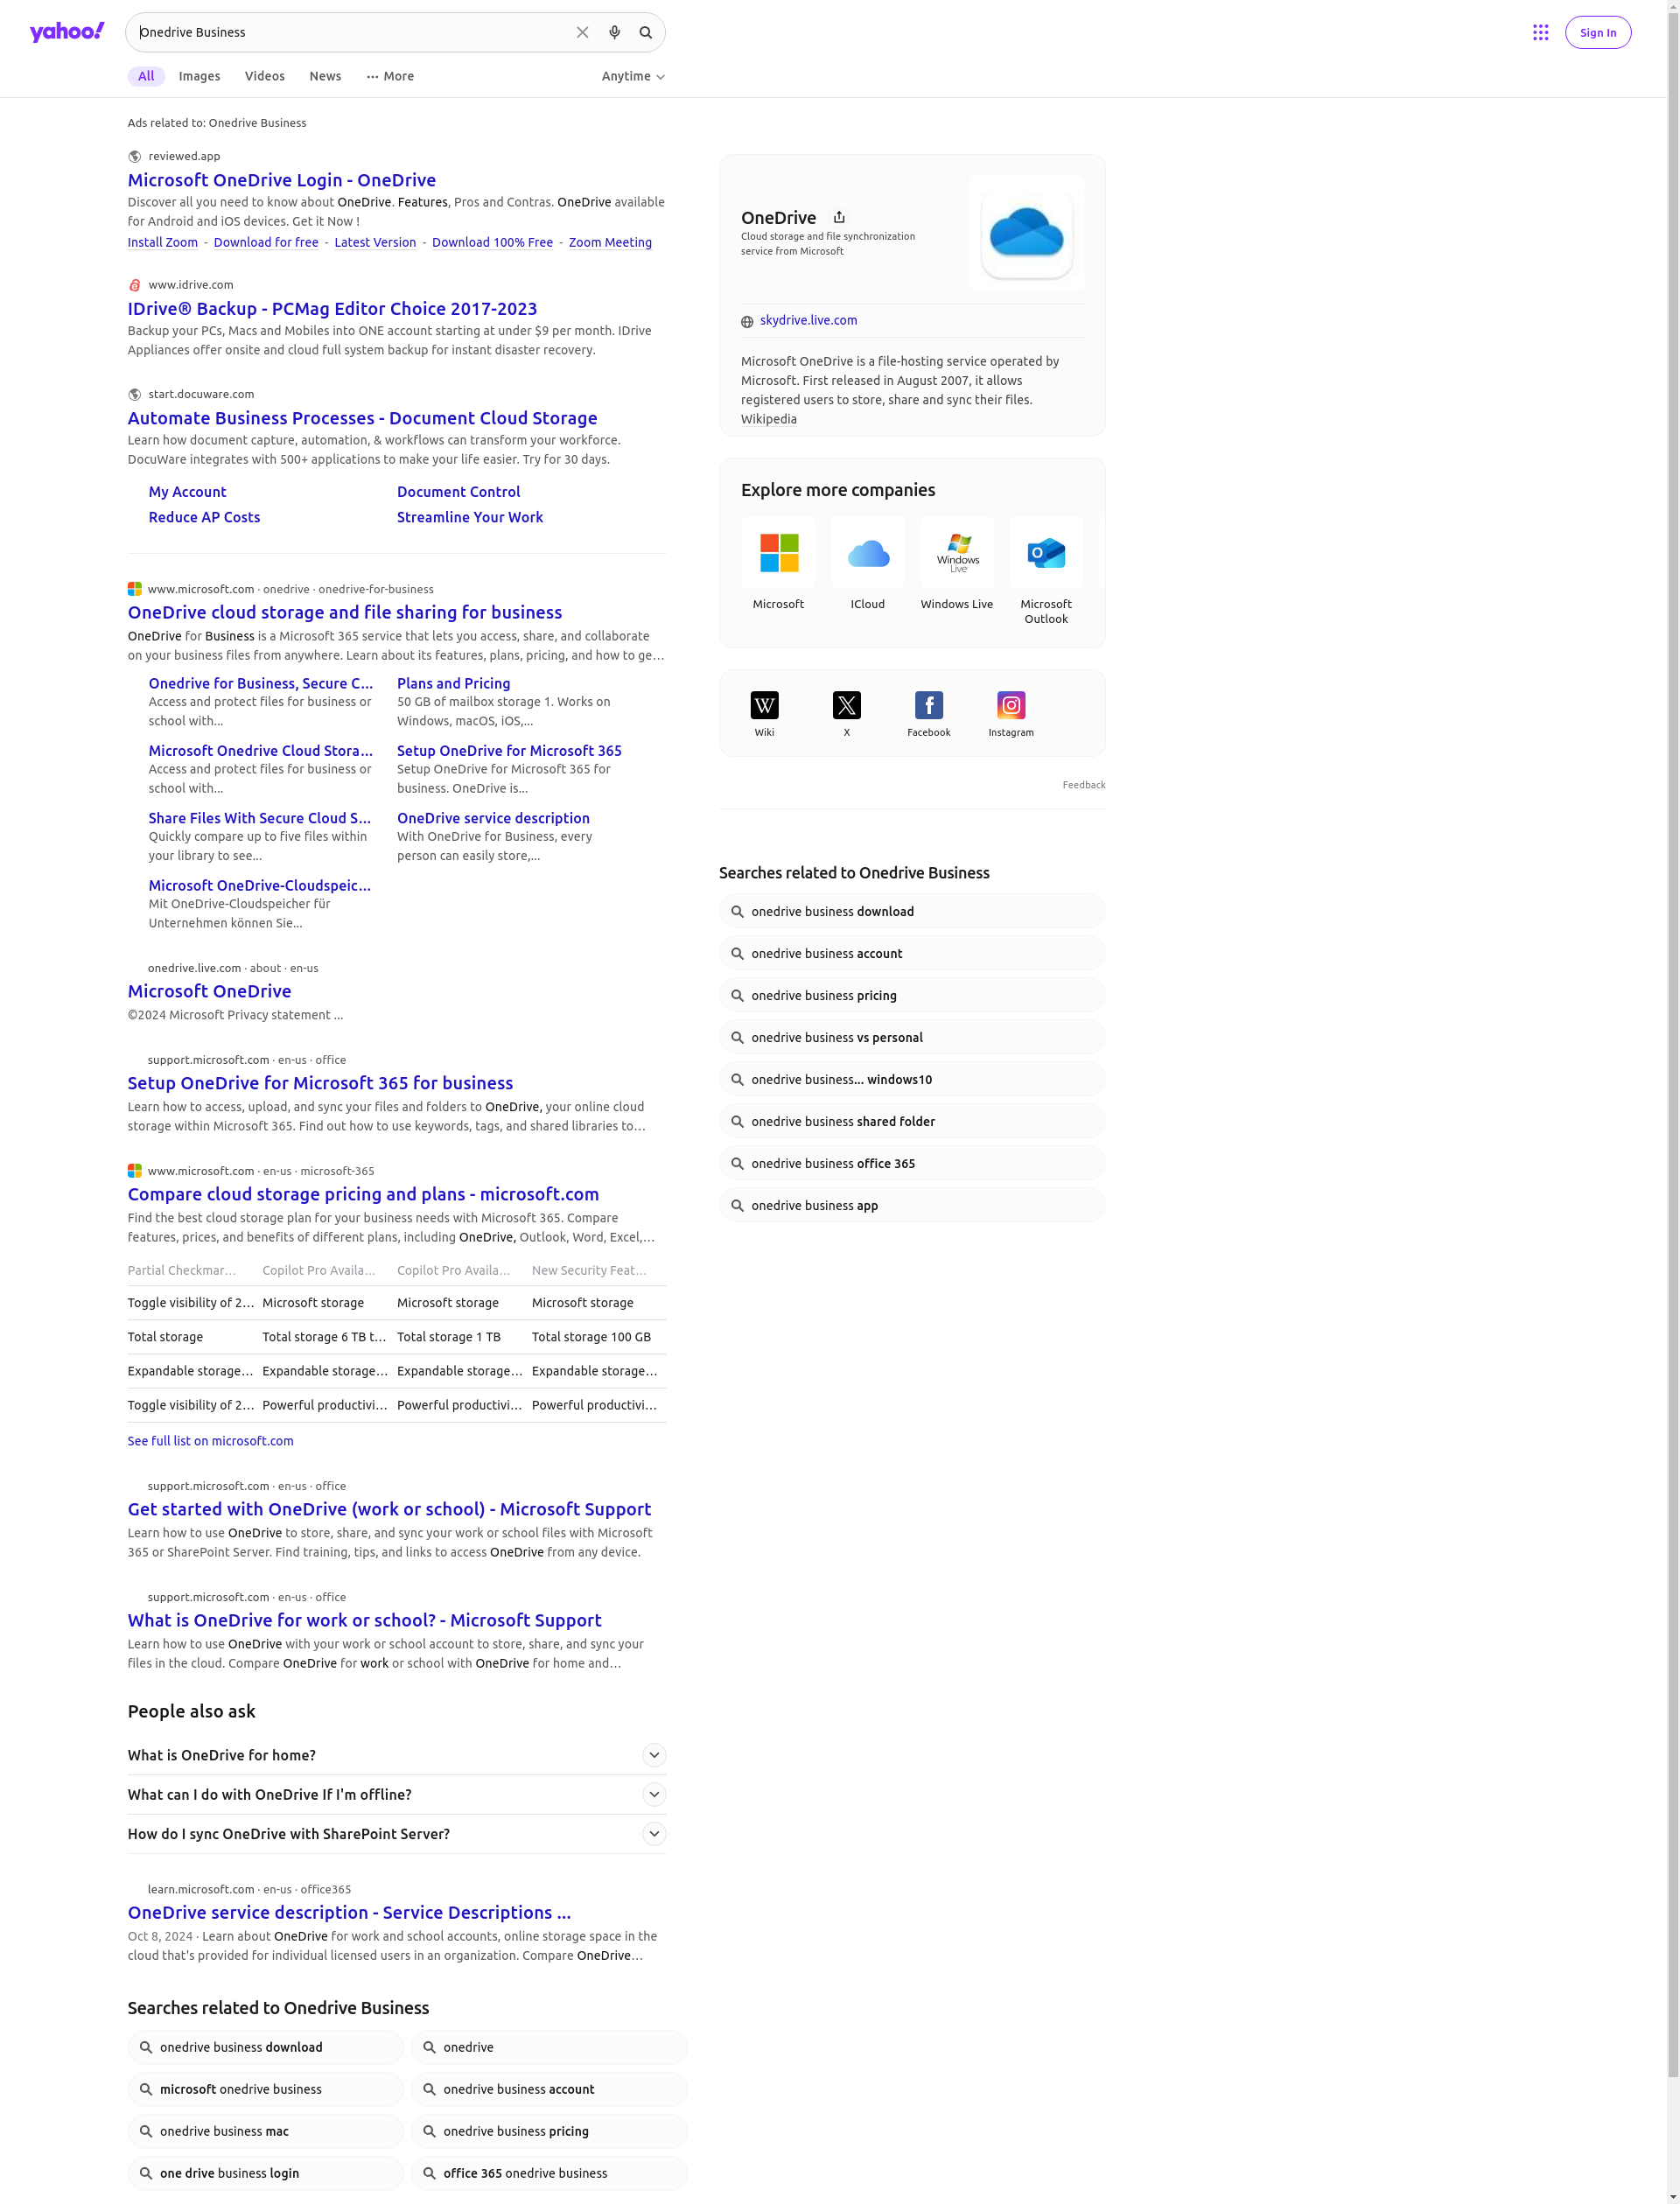 yahoo!
Onedrive Business
Sign In
All
Images
Videos
News
More
Anytime
Ads related to: Onedrive Business
reviewed.app
Microsoft OneDrive Login - OneDrive
Discover all you need to know about OneDrive. Features, Pros and Contras. OneDrive available
for Android and iOS devices. Get it Now !
Install Zoom - Download for free - Latest Version - Download 100% Free - Zoom Meeting
www.idrive.com
IDrive® Backup - PCMag Editor Choice 2017-2023
Backup your PCs, Macs and Mobiles into ONE account starting at under $9 per month. IDrive
Appliances offer onsite and cloud full system backup for instant disaster recovery.
start.docuware.com
Automate Business Processes - Document Cloud Storage
Learn how document capture, automation, & workflows can transform your workforce.
DocuWare integrates with 500+ applications to make your life easier. Try for 30 days.
My Account
Document Control
Reduce AP Costs
Streamline Your Work
www.microsoft.com · onedrive · onedrive-for-business
OneDrive cloud storage and file sharing for business
OneDrive for Business is a Microsoft 365 service that lets you access, share, and collaborate
on your business files from anywhere. Learn about its features, plans, pricing, and how to ge...
Onedrive for Business, Secure C...
Access and protect files for business or
school with...
Plans and Pricing
50 GB of mailbox storage 1. Works on
Windows, macOS, iOS,...
Microsoft Onedrive Cloud Stora...
Access and protect files for business or
school with...
Setup OneDrive for Microsoft 365
Setup OneDrive for Microsoft 365 for
business. OneDrive is...
Share Files With Secure Cloud S...
Quickly compare up to five files within
your library to see...
OneDrive service description
With OneDrive for Business, every
person can easily store,...
Microsoft OneDrive-Cloudspeic...
Mit OneDrive-Cloudspeicher für
Unternehmen können Sie...
onedrive.live.com · about · en-us
Microsoft OneDrive
©2024 Microsoft Privacy statement ...
support.microsoft.com · en-us · office
Setup OneDrive for Microsoft 365 for business
Learn how to access, upload, and sync your files and folders to OneDrive, your online cloud
storage within Microsoft 365. Find out how to use keywords, tags, and shared libraries to...
www.microsoft.com · en-us · microsoft-365
Compare cloud storage pricing and plans - microsoft.com
Find the best cloud storage plan for your business needs with Microsoft 365. Compare
features, prices, and benefits of different plans, including OneDrive, Outlook, Word, Excel,...
Partial Checkmar... Copilot Pro Availa... Copilot Pro Availa... New Security Feat...
Toggle visibility of 2... Microsoft storage Microsoft storage Microsoft storage
Total storage Total storage 6 TB t... Total storage 1 TB Total storage 100 GB
Expandable storage... Expandable storage... Expandable storage... Expandable storage...
Toggle visibility of 2... Powerful productivi... Powerful productivi... Powerful productivi...
See full list on microsoft.com
support.microsoft.com · en-us · office
Get started with OneDrive (work or school) - Microsoft Support
Learn how to use OneDrive to store, share, and sync your work or school files with Microsoft
365 or SharePoint Server. Find training, tips, and links to access OneDrive from any device.
support.microsoft.com · en-us · office
What is OneDrive for work or school? - Microsoft Support
Learn how to use OneDrive with your work or school account to store, share, and sync your
files in the cloud. Compare OneDrive for work or school with OneDrive for home and...
People also ask
What is OneDrive for home?
What can I do with OneDrive If I'm offline?
How do I sync OneDrive with SharePoint Server?
learn.microsoft.com · en-us · office365
OneDrive service description - Service Descriptions ...
Oct 8, 2024 · Learn about OneDrive for work and school accounts, online storage space in the
cloud that's provided for individual licensed users in an organization. Compare OneDrive...
Searches related to Onedrive Business
onedrive business download
onedrive
microsoft onedrive business
onedrive business account
onedrive business mac
onedrive business pricing
one drive business login
office 365 onedrive business
OneDrive
Cloud storage and file synchronization
service from Microsoft
skydrive.live.com
Microsoft OneDrive is a file-hosting service operated by
Microsoft. First released in August 2007, it allows
registered users to store, share and sync their files.
Wikipedia
Explore more companies
Windows
Live
Microsoft
ICloud
Windows Live
Microsoft
Outlook
Wiki
X
Facebook
Instagram
Feedback
Searches related to Onedrive Business
onedrive business download
onedrive business account
onedrive business pricing
onedrive business vs personal
onedrive business... windows10
onedrive business shared folder
onedrive business office 365
onedrive business app